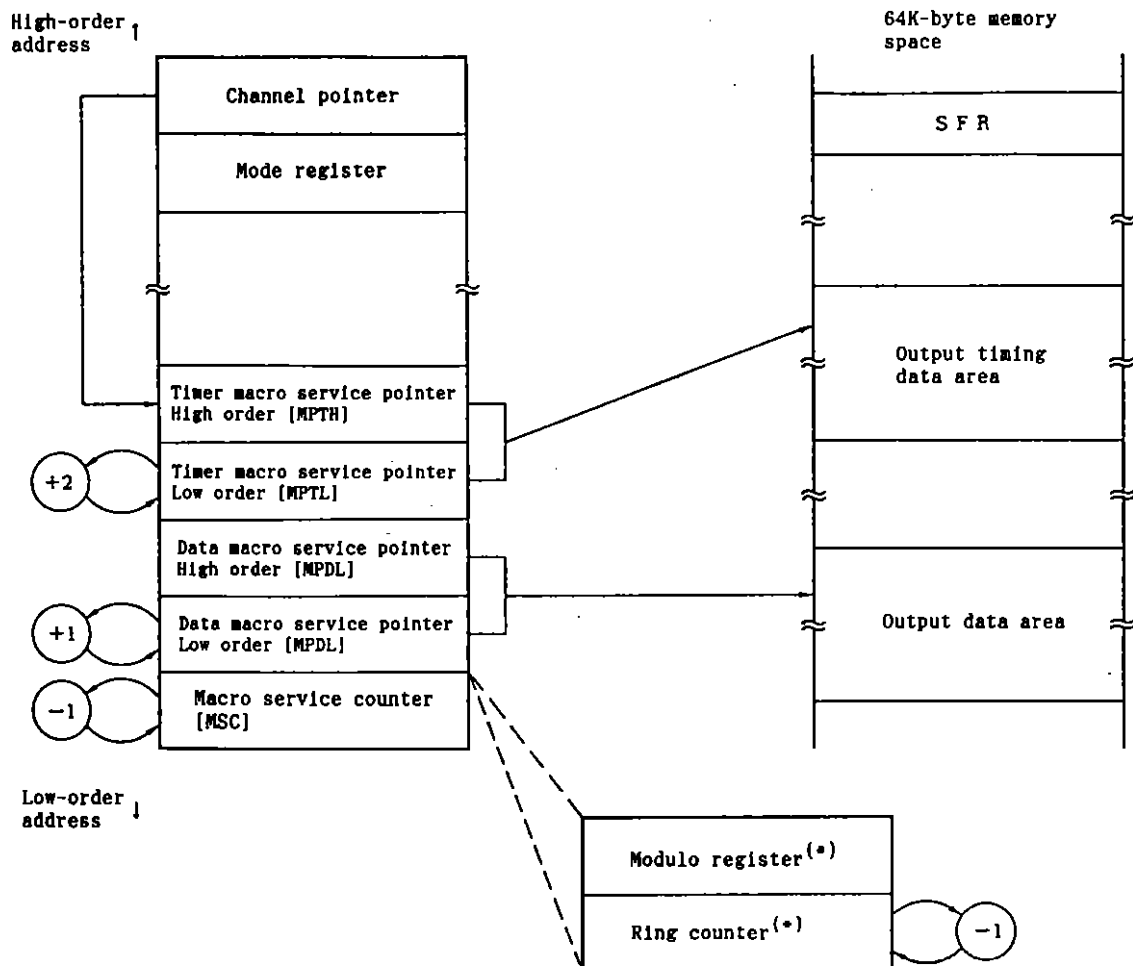 High-order ↑
address
64K-byte memory
space
Channel pointer
SFR
Mode register
Output timing
data area
Timer macro service pointer
High order [MPTH]
+2
Timer macro service pointer
Low order [MPTL]
Data macro service pointer
High order [MPDL]
+1
Data macro service pointer
Low order [MPDL]
Output data area
-1
Macro service counter
[MSC]
Low-order ↓
address
Modulo register(*)
Ring counter(*)
-1